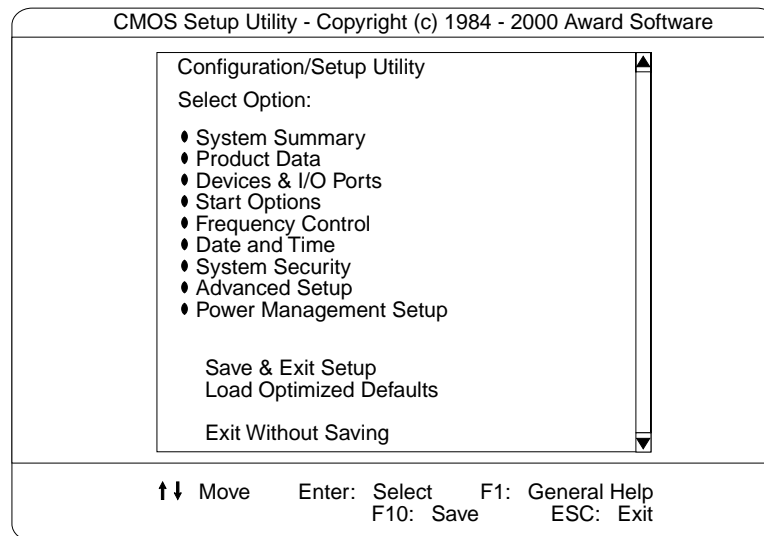 CMOS Setup Utility - Copyright (c) 1984 - 2000 Award Software
Configuration/Setup Utility
Select Option:
System Summary
Product Data
Devices & I/O Ports
Start Options
Frequency Control
Date and Time
System Security
Advanced Setup
Power Management Setup
Save & Exit Setup
Load Optimized Defaults
Exit Without Saving
Move Enter: Select F1: General Help
F10: Save ESC: Exit